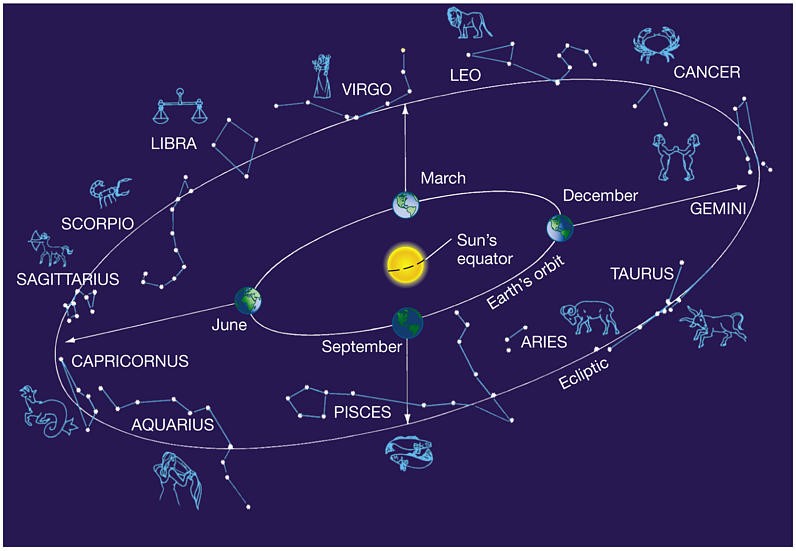 LEO
CANCER
VIRGO
LIBRA
March
December
GEMINI
SCORPIO
Sun's
equator
TAURUS
SAGITTARIUS
Earth's orbit
June
September
ARIES
CAPRICORNUS
Ecliptic
PISCES
AQUARIUS